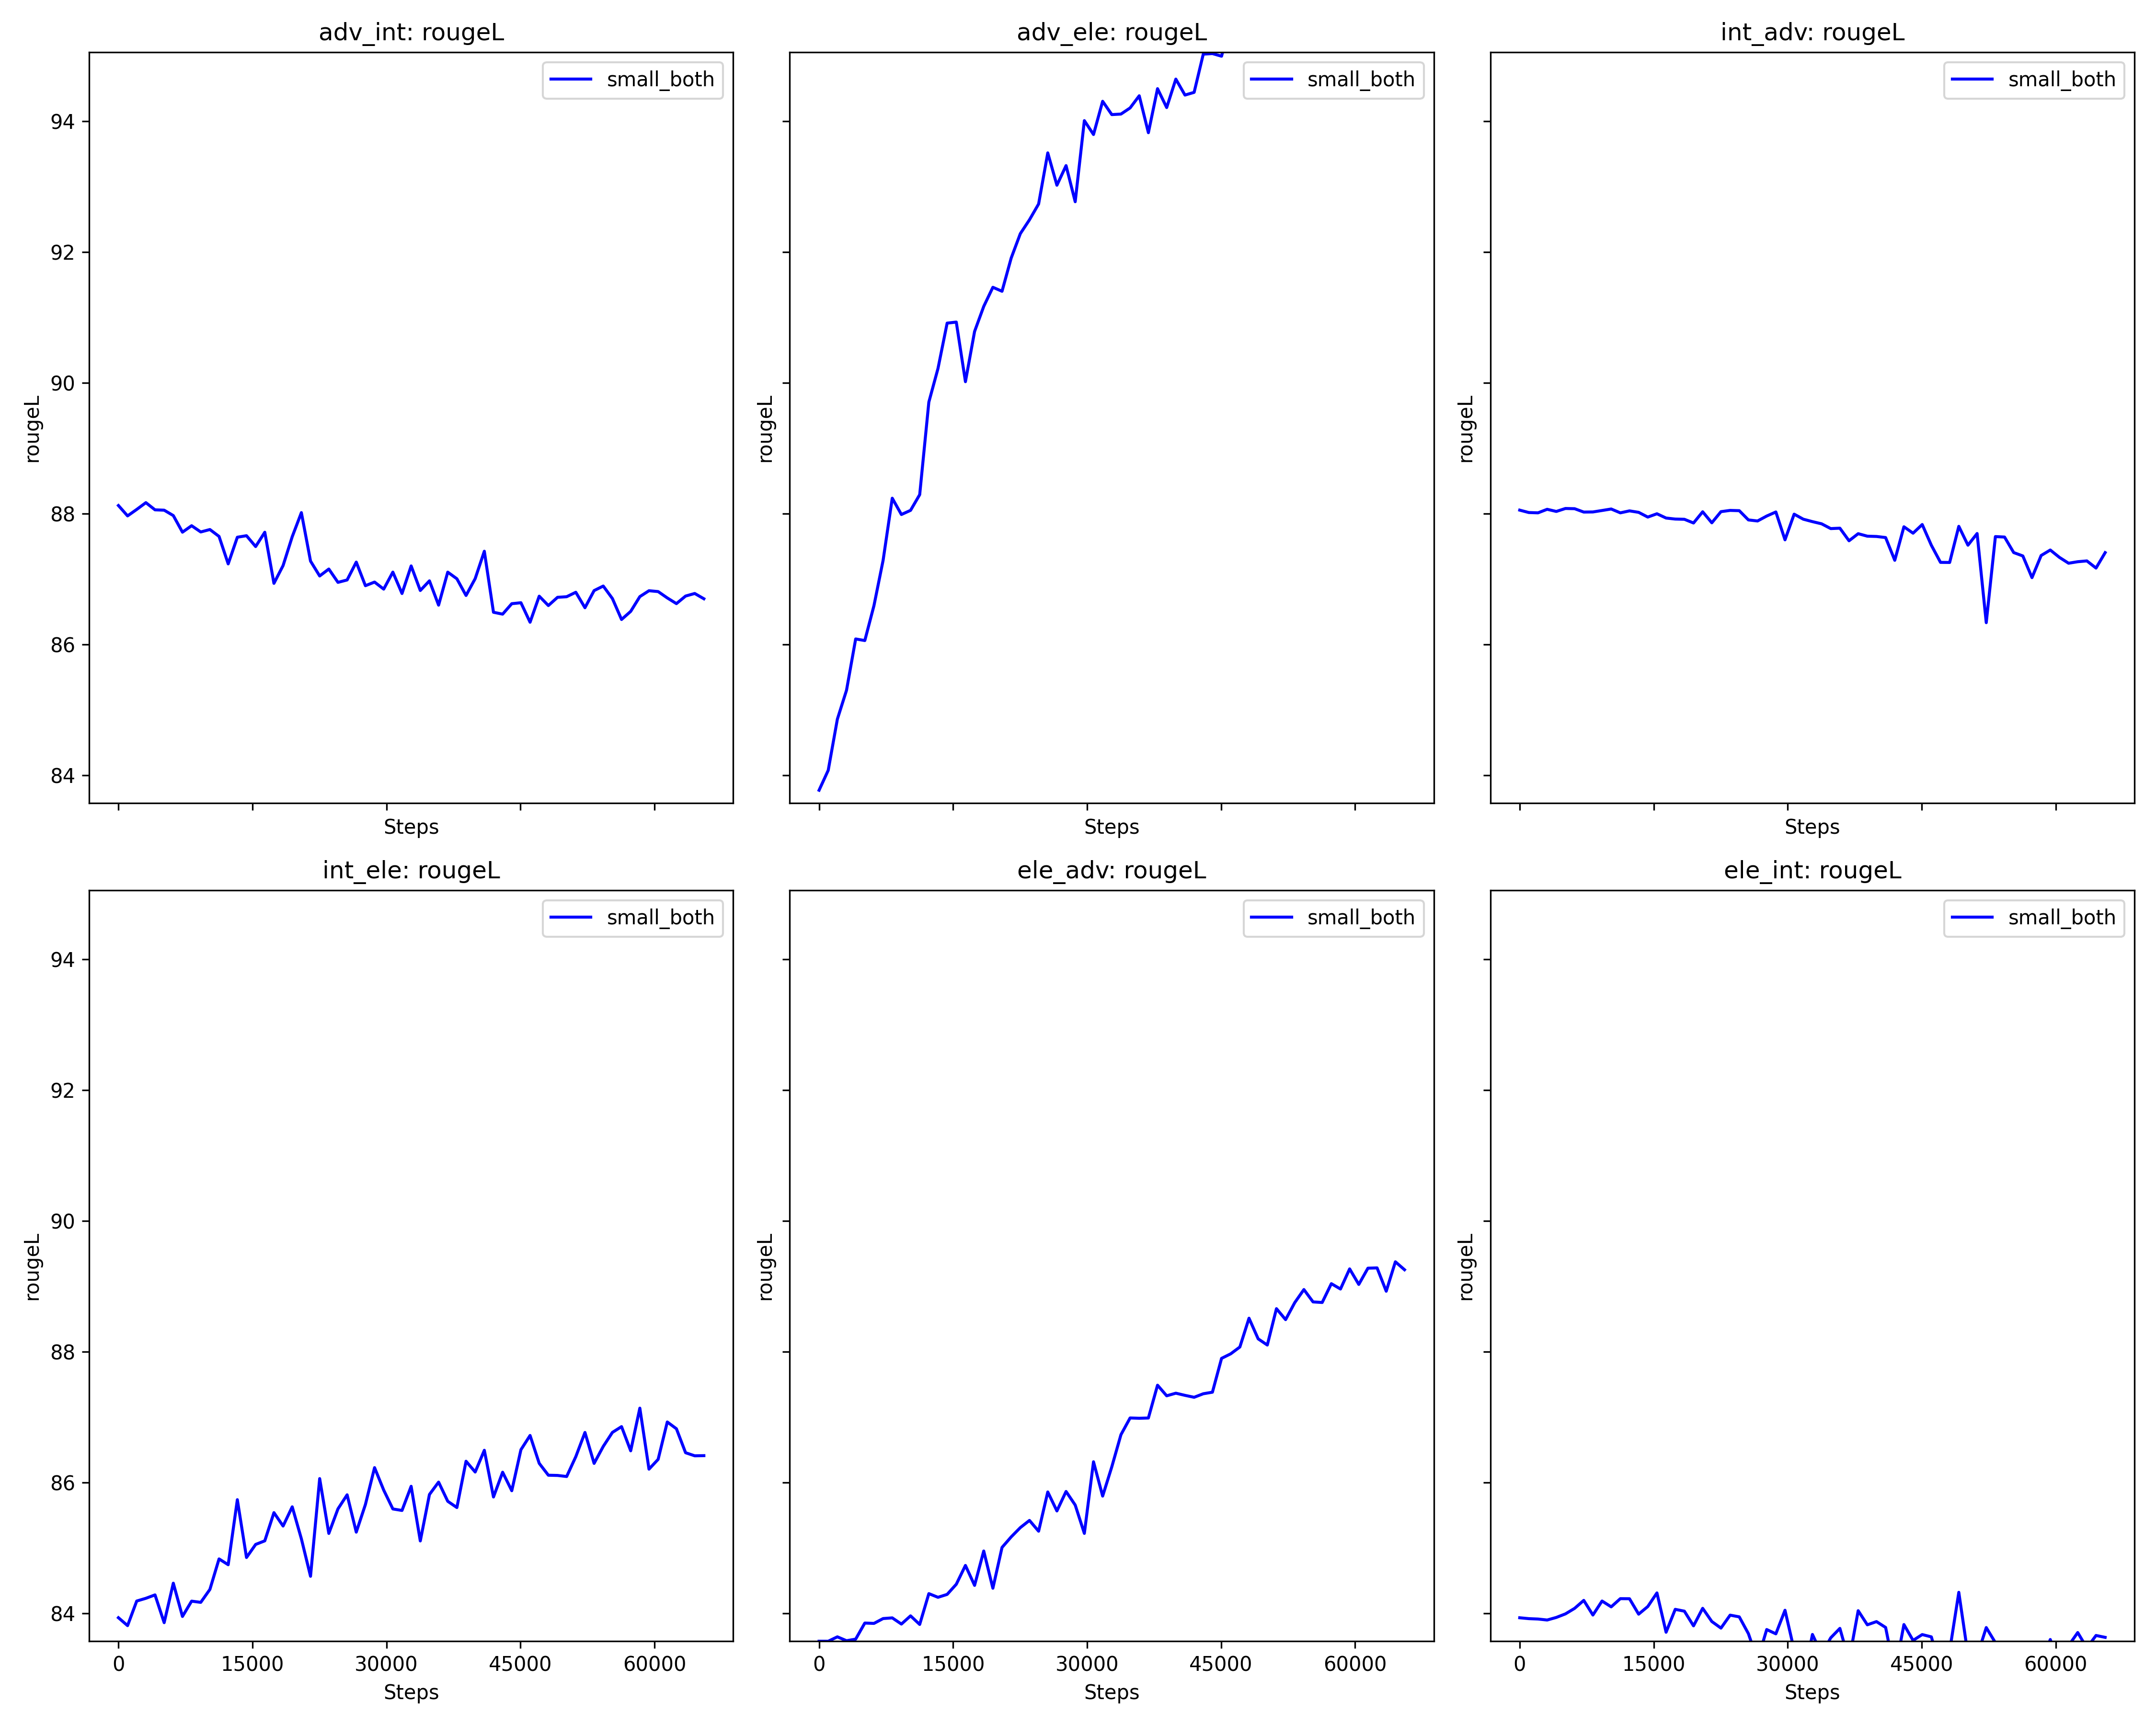 adv_int: rougeL
small_both
94
92
90
88
86
84
rougeL
Steps
adv_ele: rougeL
small_both
rougeL
Steps
int_adv: rougeL
small_both
rougeL
Steps
int_ele: rougeL
small_both
94
92
90
88
86
84
rougeL
0 15000 30000 45000 60000
Steps
ele_adv: rougeL
small_both
rougeL
0 15000 30000 45000 60000
Steps
ele_int: rougeL
small_both
rougeL
0 15000 30000 45000 60000
Steps